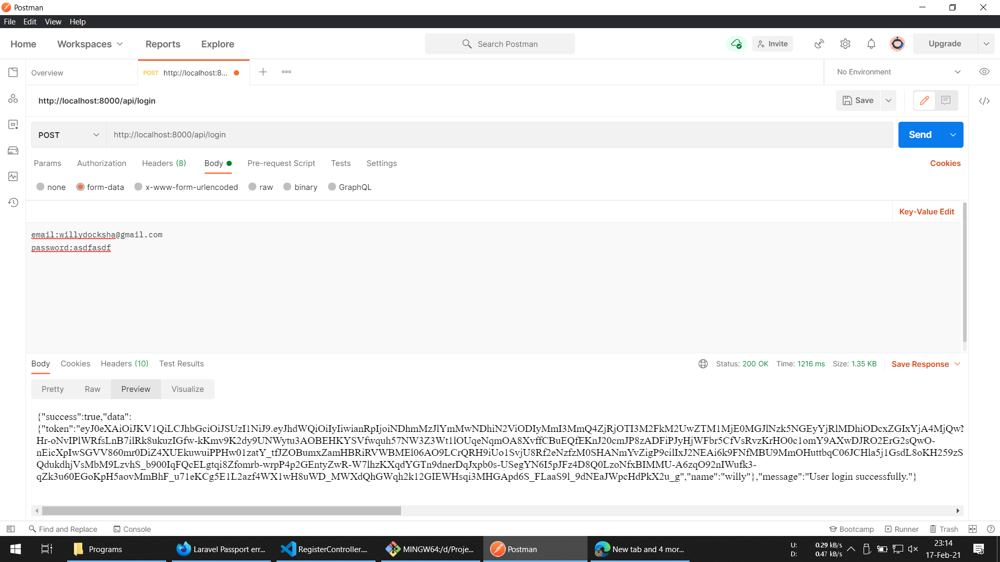 Postman
File Edit View Help
Home Workspaces Reports Explore Search Postman Invite Upgrade
Overview POST http://localhost:8... No Environment
http://localhost:8000/api/login Save
POST http://localhost:8000/api/login Send
Params Authorization Headers (8) Body Pre-request Script Tests Settings Cookies
none form-data x-www-form-urlencoded raw binary GraphQL
Key-Value Edit
email:willydocksha@gmail.com
password:asdfasdf
Body Cookies Headers (10) Test Results Status: 200 OK Time: 1216 ms Size: 1.35 KB Save Response
Pretty Raw Preview Visualize
{"success":true,"data":
{"token":"eyJ0eXAiOiJKV1QiLCJhbGciOiJSUzI1NiJ9.eyJhdWQiOiIyIiwianRpIjoiNDhmMzJlYmMwNDhiN2ViODIyMmI3MmQ4ZjRjOTI3M2FkM2UwZTM1MjE0MGJlNzk5NGEyYjRlMDhiODcxZGIxYjA4MjQwN
Hr-oNvIPlWRfsLnB7ilRk8ukuzIGfw-kKmv9K2dy9UNWytu3AOBEHKYSVfwquh57NW3Z3Wt1lOUqeNqmOA8XvffCBuEQfEKnJ20cmJP8zADFiPJyHjWFbr5CfVsRvzKrHO0c1omY9AXwDJRO2ErG2sQwO-
nEicXpIwSGVV860mr0DiZ4XUEkuwuiPPHw01zatY_tfJZOBumxZamHBRiRVWBMEl06AO9LCrQRH9iUo1SvjU8Rf2eNzfzM0SHANmYvZigP9cilIxJ2NEAi6k9FNfMBU9MmOHuttbqC06JCHla5j1GsdL8oKH259zS
QdukdhjVsMbM9LzvhS_b900IqFQcELgtqi8Zfomrb-wrpP4p2GEntyZwR-W7lhzKXqdYGTn9dnerDqJxpb0s-USegYN6I5pJFz4D8Q0LzoNfxBIMMU-A6zqO92nIWufk3-
qZk3u60EGoKpH5aovMmBhF_u71eKCg5E1L2azf4WX1wH8uWD_MWXdQhGWqh2k12GIEWHsqi3MHGApd6S_FLaaS9l_9dNEaJWpcHdPkX2u_g","name":"willy"},"message":"User login successfully."}
Find and Replace Console Bootcamp Runner Trash
Programs Laravel Passport err... RegisterController.... MINGW64:/d/Proje... Postman New tab and 4 mor...
U: 0.29 kB/s
D: 0.47 kB/s
23:14
17-Feb-21